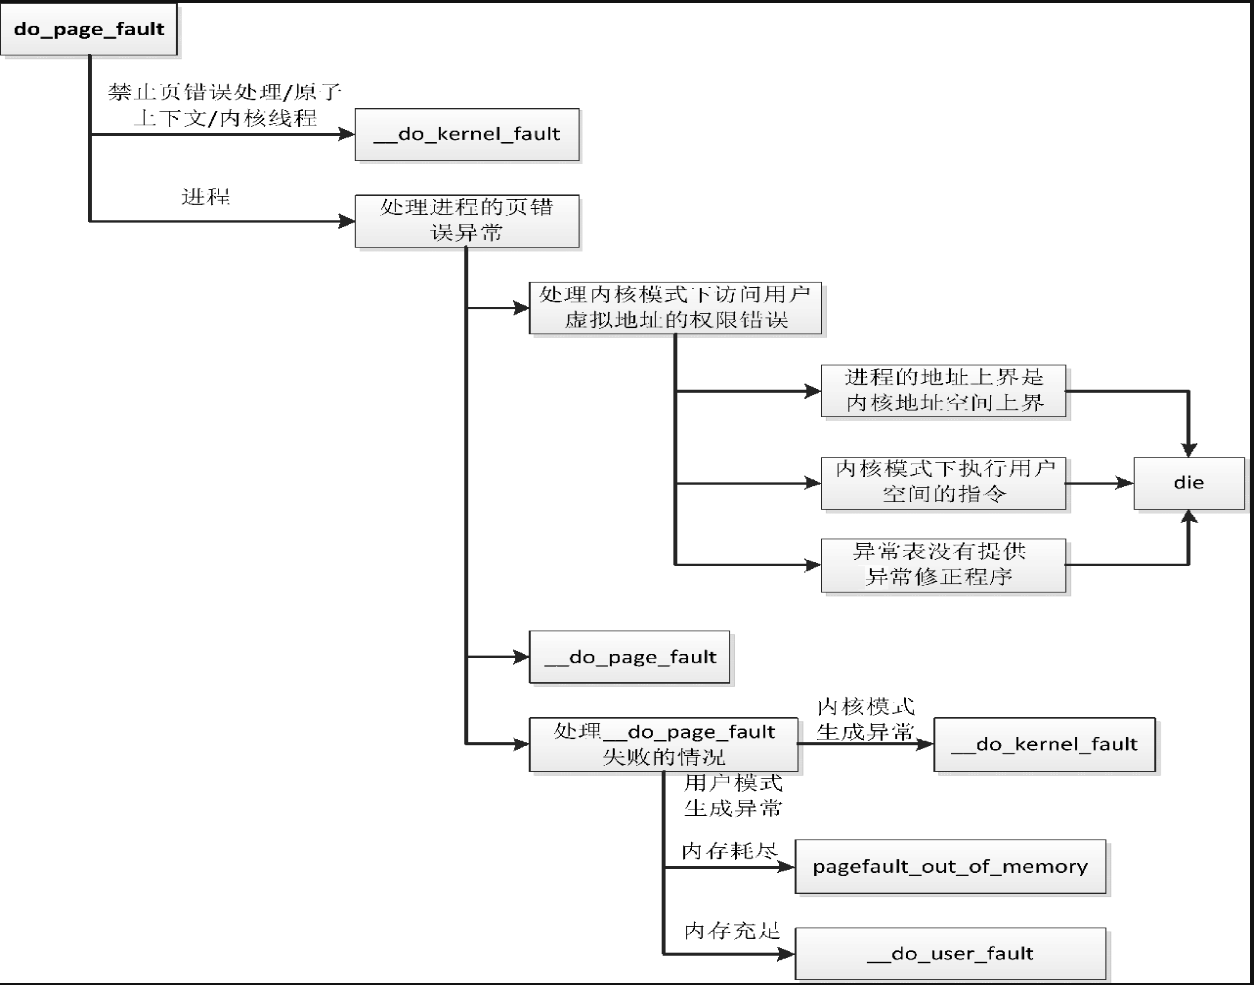 do_page_fault
禁止页错误处理/原子
上下文/内核线程
__do_kernel_fault
进程
处理进程的页错
误异常
处理内核模式下访问用户
虚拟地址的权限错误
进程的地址上界是
内核地址空间上界
内核模式下执行用户
空间的指令
die
异常表没有提供
异常修正程序
__do_page_fault
处理__do_page_fault
失败的情况
内核模式
生成异常
__do_kernel_fault
用户模式
生成异常
内存耗尽
pagefault_out_of_memory
内存充足
__do_user_fault